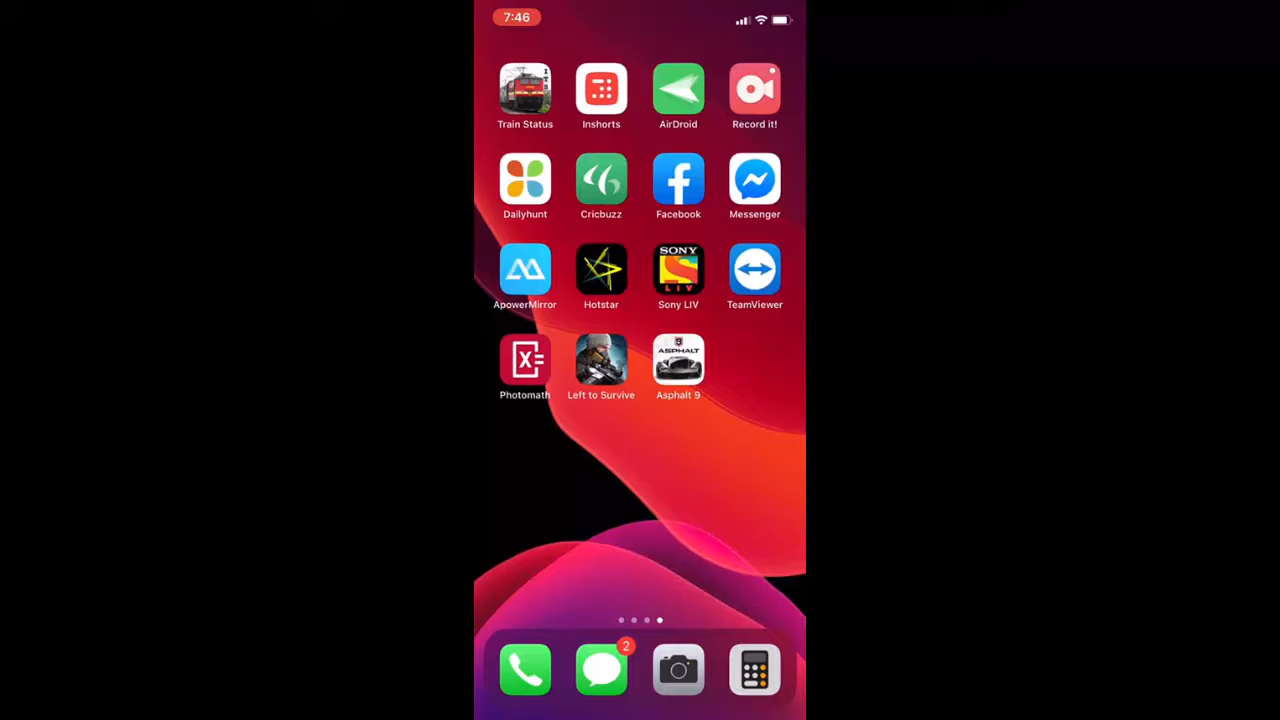 7:46
Train Status
Inshorts
AirDroid
Record it!
Dailyhunt
Cricbuzz
Facebook
Messenger
SONY
LIV
ApowerMirror
Hotstar
Sony LIV
TeamViewer
X=
9
ASPHALT
Photomath
Left to Survive
Asphalt 9
2